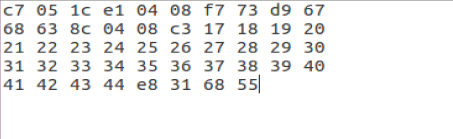 c7 05 1c e1 04 08 f7 73 d9 67
68 63 8c 04 08 c3 17 18 19 20
21 22 23 24 25 26 27 28 29 30
31 32 33 34 35 36 37 38 39 40
41 42 43 44 e8 31 68 55